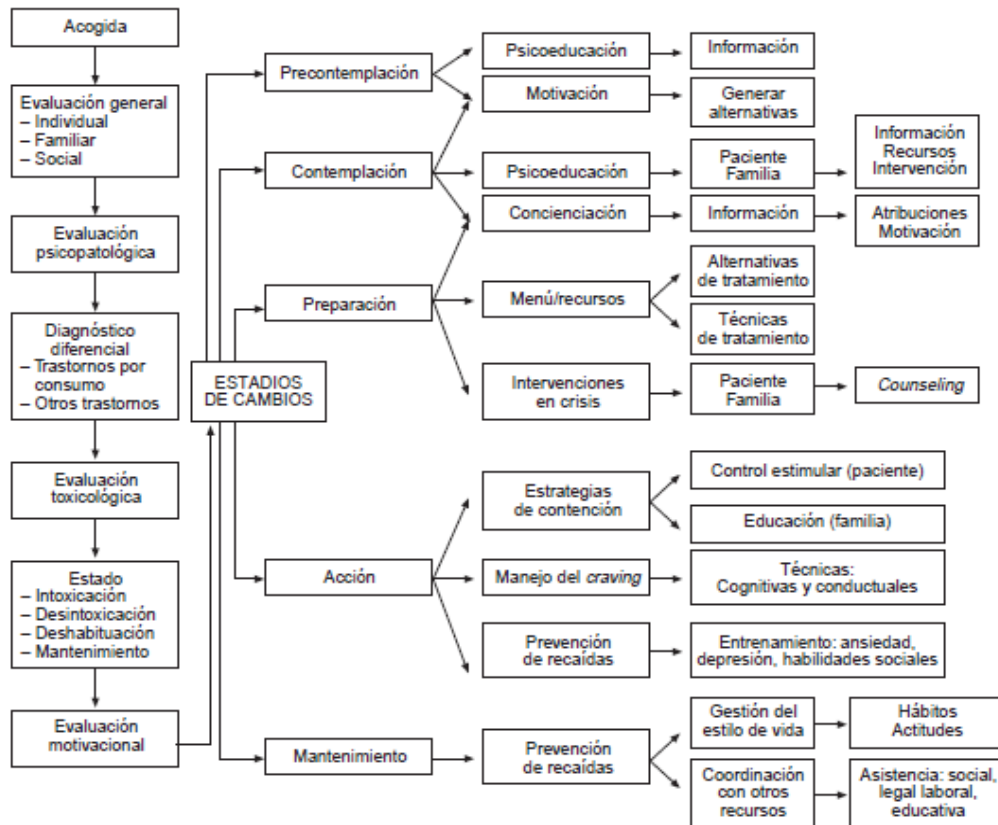 Acogida
Evaluación general
– Individual
– Familiar
– Social
Evaluación
psicopatológica
Diagnóstico
diferencial
– Trastornos por
consumo
– Otros trastornos
Evaluación
toxicológica
Estado
– Intoxicación
– Desintoxicación
– Deshabituación
– Mantenimiento
Evaluación
motivacional
ESTADIOS
DE CAMBIOS
Precontemplación
Psicoeducación
Información
Motivación
Generar
alternativas
Contemplación
Psicoeducación
Paciente
Familia
Información
Recursos
Intervención
Concienciación
Información
Atribuciones
Motivación
Preparación
Menú/recursos
Alternativas
de tratamiento
Técnicas
de tratamiento
Intervenciones
en crisis
Paciente
Familia
Counseling
Acción
Estrategias
de contención
Control estimular (paciente)
Educación (familia)
Manejo del craving
Técnicas:
Cognitivas y conductuales
Prevención
de recaídas
Entrenamiento: ansiedad,
depresión, habilidades sociales
Mantenimiento
Prevención
de recaídas
Gestión del
estilo de vida
Hábitos
Actitudes
Coordinación
con otros
recursos
Asistencia: social,
legal laboral,
educativa